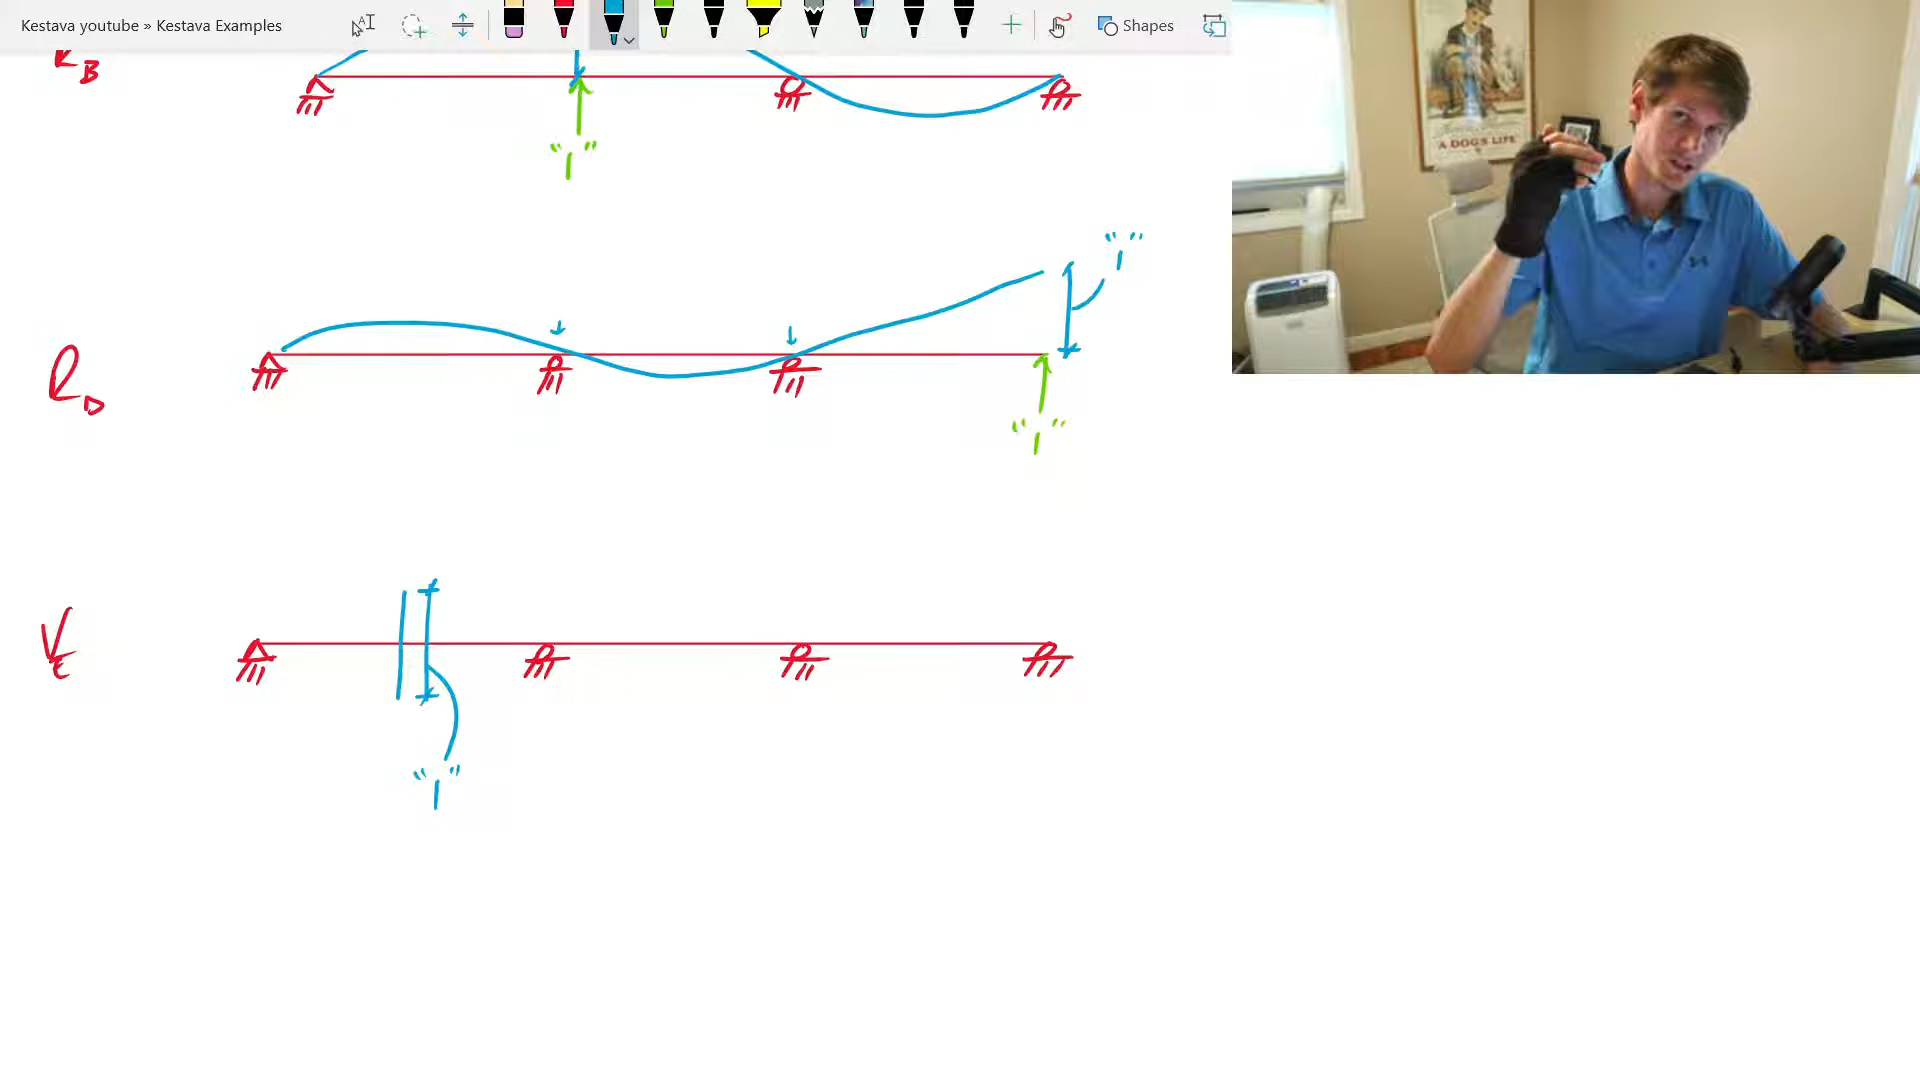 Kestava youtube » Kestava Examples
Shapes
R_B
"1"
A DOG'S LIFE
"1"
R_D
"1"
V_E
"1"